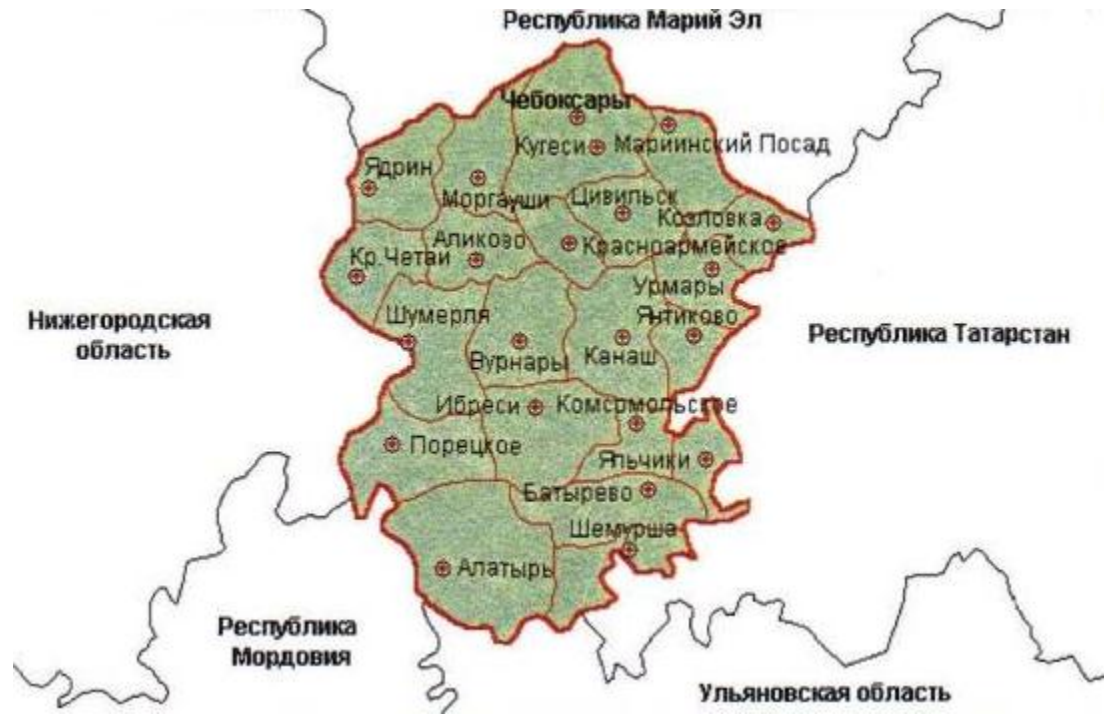 Республика Марий Эл
Чебоксары
Кугеси
Мариинский Посад
Ядрин
Моргауши
Цивильск
Козловка
Аликово
Красноармейское
Кр.Четаи
Урмары
Шумерля
Янтиково
Нижегородская
область
Республика Татарстан
Вурнары
Канаш
Ибреси
Комсомольское
Порецкое
Яльчики
Батырево
Шемурша
Алатырь
Республика
Мордовия
Ульяновская область